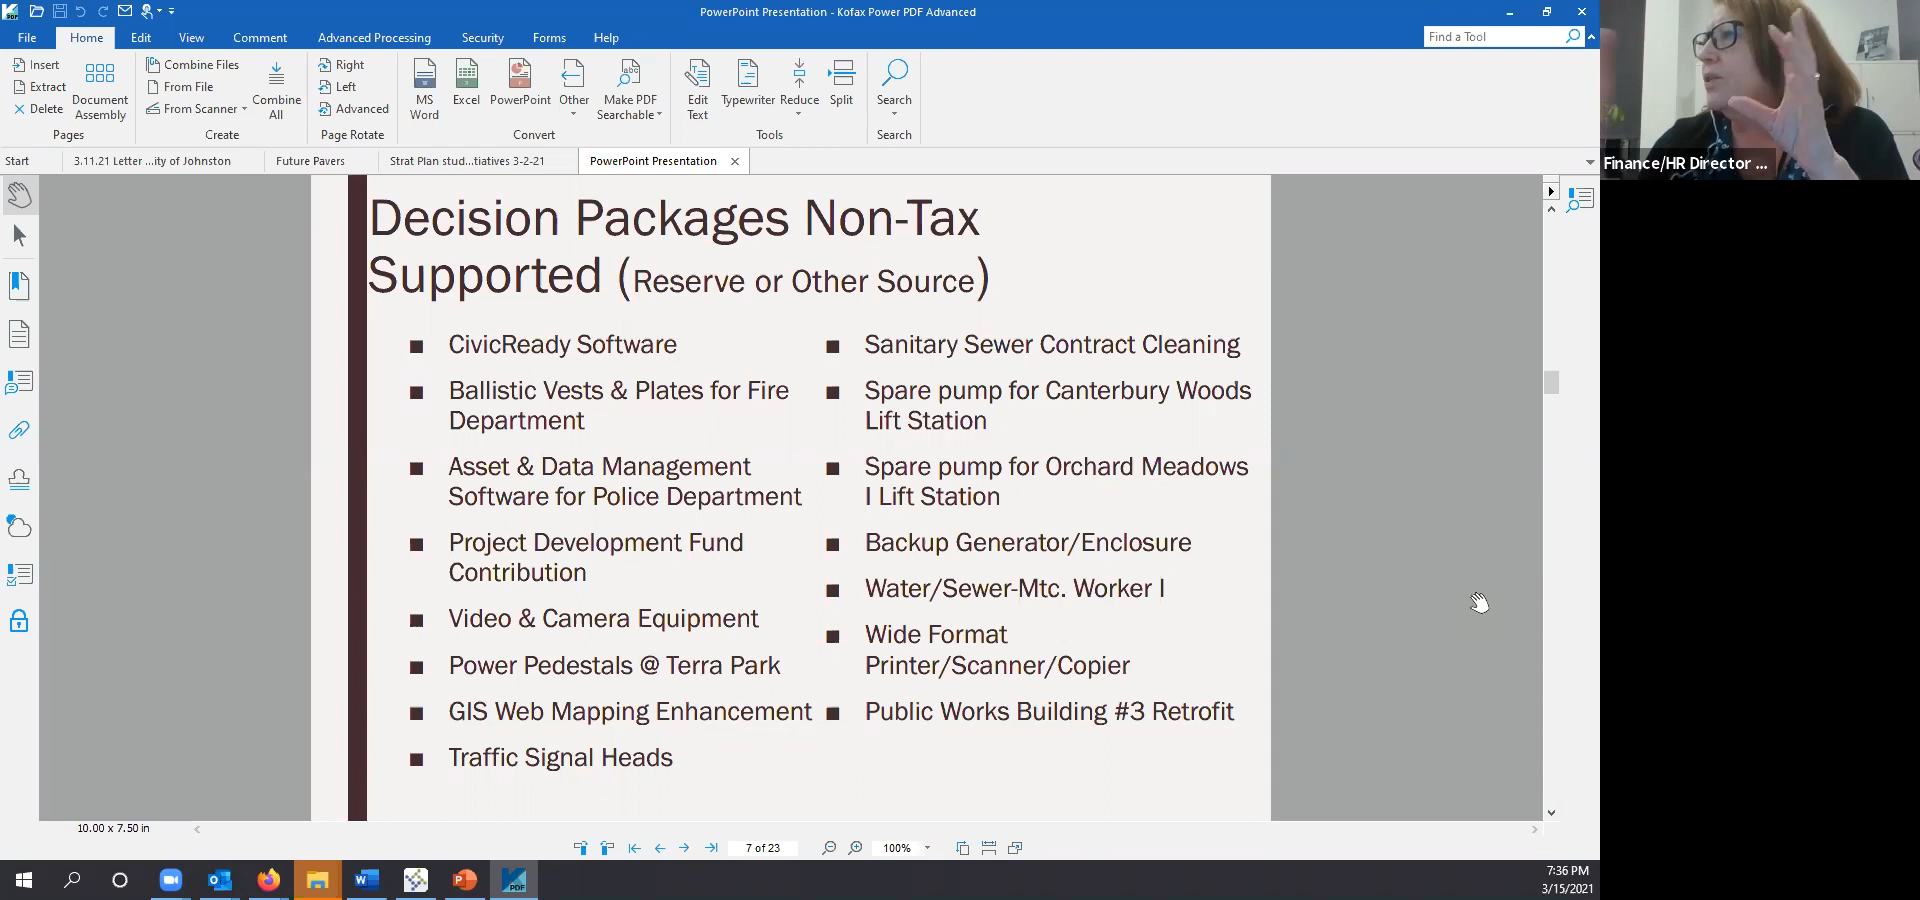 PowerPoint Presentation - Kofax Power PDF Advanced
File Home Edit View Comment Advanced Processing Security Forms Help
Find a Tool
Insert
Extract
Delete
Document
Assembly
Pages
Combine Files
From File
From Scanner
Combine
All
Create
Right
Left
Advanced
Page Rotate
MS
Word
Excel
PowerPoint
Other
Make PDF
Searchable
Convert
Edit
Text
Typewriter
Reduce
Split
Tools
Search
Search
Start
3.11.21 Letter ...ity of Johnston
Future Pavers
Strat Plan stud...tiatives 3-2-21
PowerPoint Presentation
Finance/HR Director ...
Decision Packages Non-Tax
Supported (Reserve or Other Source)
■ CivicReady Software
■ Ballistic Vests & Plates for Fire
Department
■ Asset & Data Management
Software for Police Department
■ Project Development Fund
Contribution
■ Video & Camera Equipment
■ Power Pedestals @ Terra Park
■ GIS Web Mapping Enhancement
■ Traffic Signal Heads
■ Sanitary Sewer Contract Cleaning
■ Spare pump for Canterbury Woods
Lift Station
■ Spare pump for Orchard Meadows
I Lift Station
■ Backup Generator/Enclosure
■ Water/Sewer-Mtc. Worker I
■ Wide Format
Printer/Scanner/Copier
■ Public Works Building #3 Retrofit
10.00 x 7.50 in
7 of 23
100%
7:36 PM
3/15/2021